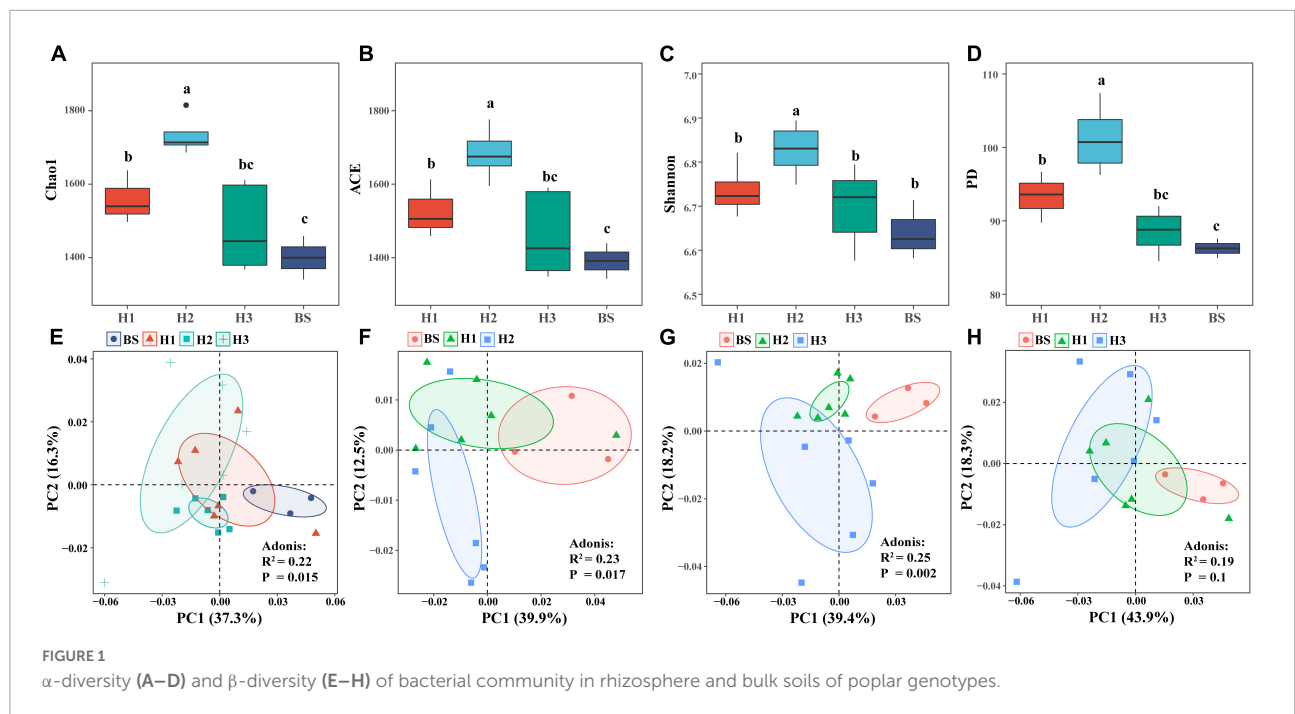 A
B
C
D
Chao1
1800
1600
1400
b
a
bc
c
H1 H2 H3 BS
ACE
1800
1600
1400
b
a
bc
c
H1 H2 H3 BS
Shannon
7.0
6.9
6.8
6.7
6.6
6.5
b
a
b
b
H1 H2 H3 BS
PD
110
100
90
80
b
a
bc
c
H1 H2 H3 BS
E
BS H1 H2 H3
PC2 (16.3%)
0.04
0.02
0.00
−0.02
Adonis:
R² = 0.22
P = 0.015
−0.06 −0.03 0.00 0.03 0.06
PC1 (37.3%)
F
BS H1 H2
PC2 (12.5%)
0.01
0.00
−0.01
−0.02
Adonis:
R² = 0.23
P = 0.017
−0.02 0.00 0.02 0.04
PC1 (39.9%)
G
BS H2 H3
PC2 (18.2%)
0.02
0.00
−0.02
−0.04
Adonis:
R² = 0.25
P = 0.002
−0.06 −0.03 0.00 0.03
PC1 (39.4%)
H
BS H1 H3
PC2 (18.3%)
0.02
0.00
−0.02
−0.04
Adonis:
R² = 0.19
P = 0.1
−0.06 −0.03 0.00 0.03
PC1 (43.9%)
FIGURE 1
α-diversity (A–D) and β-diversity (E–H) of bacterial community in rhizosphere and bulk soils of poplar genotypes.